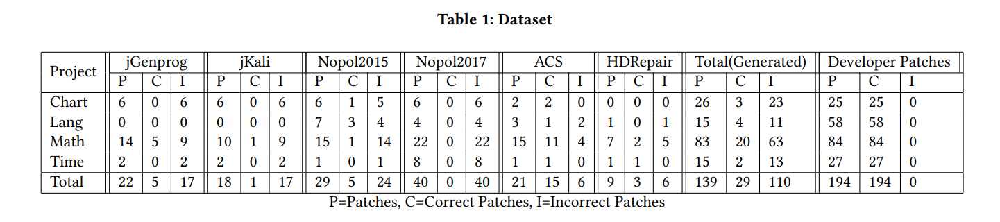 Table 1: Dataset
Project jGenprog jKali Nopol2015 Nopol2017 ACS HDRepair Total(Generated) Developer Patches
P C I P C I P C I P C I P C I P C I P C I P C I
Chart 6 0 6 6 0 6 6 1 5 6 0 6 2 2 0 0 0 0 26 3 23 25 25 0
Lang 0 0 0 0 0 0 7 3 4 4 0 4 3 1 2 1 0 1 15 4 11 58 58 0
Math 14 5 9 10 1 9 15 1 14 22 0 22 15 11 4 7 2 5 83 20 63 84 84 0
Time 2 0 2 2 0 2 1 0 1 8 0 8 1 1 0 1 1 0 15 2 13 27 27 0
Total 22 5 17 18 1 17 29 5 24 40 0 40 21 15 6 9 3 6 139 29 110 194 194 0
P=Patches, C=Correct Patches, I=Incorrect Patches